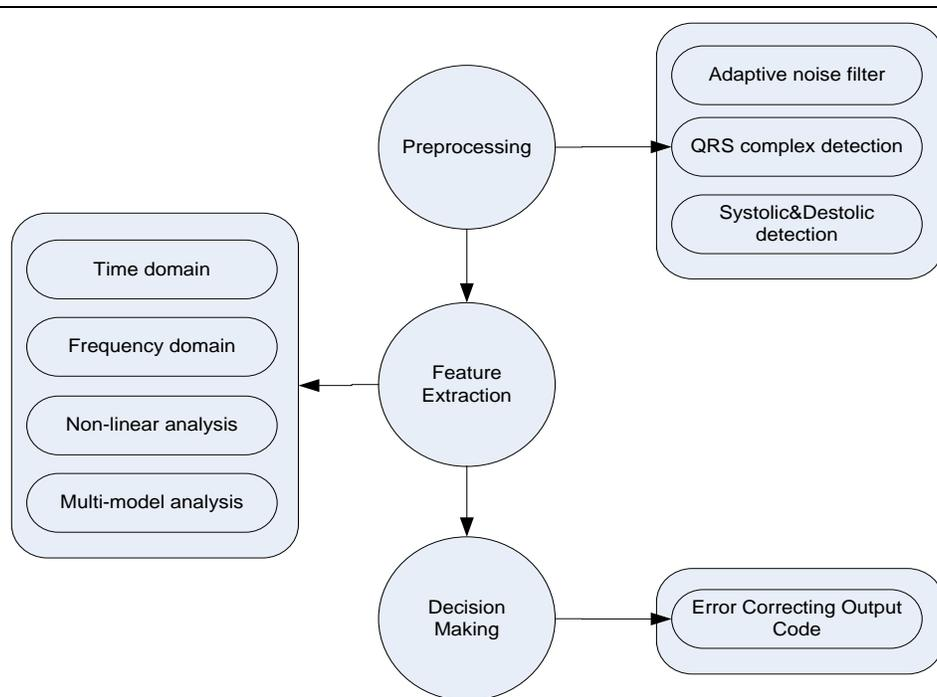 Preprocessing
Adaptive noise filter
QRS complex detection
Systolic&Destolic
detection
Feature
Extraction
Time domain
Frequency domain
Non-linear analysis
Multi-model analysis
Decision
Making
Error Correcting Output
Code